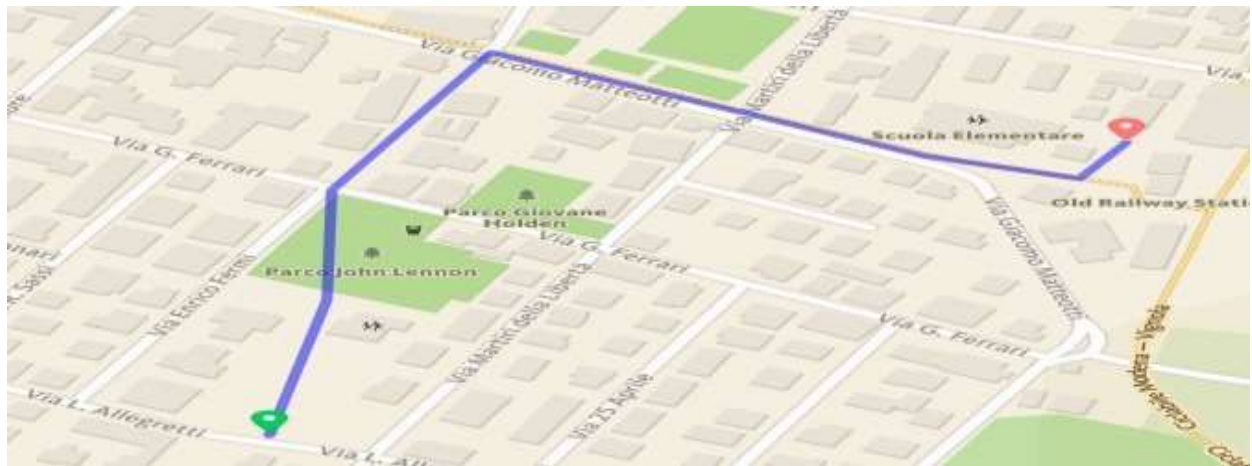 Via Giacomo Matteotti
Via Martiri della Libertà
Via.
Scuola Elementare
Via G. Ferrari
Parco Giovane
Holden
Old Railway Stati
Via Giacomo Matteotti
Via G. Ferrari
Parco John Lennon
Via Enrico Fermi
Via Martiri della Libertà
Via G. Ferrari
Via 25 Aprile
Via L. Allegretti
Via L. All